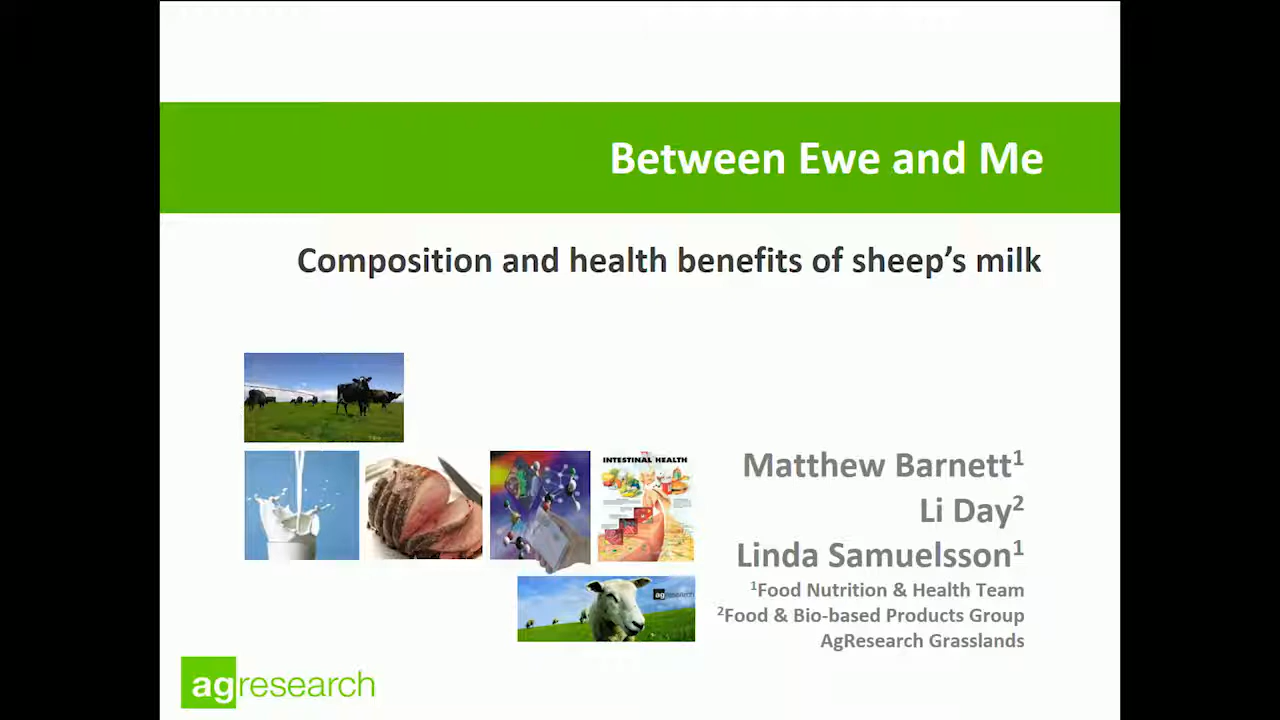 Between Ewe and Me
Composition and health benefits of sheep's milk
INTESTINAL HEALTH
Matthew Barnett¹
Li Day²
Linda Samuelsson¹
¹Food Nutrition & Health Team
²Food & Bio-based Products Group
AgResearch Grasslands
agresearch
agresearch